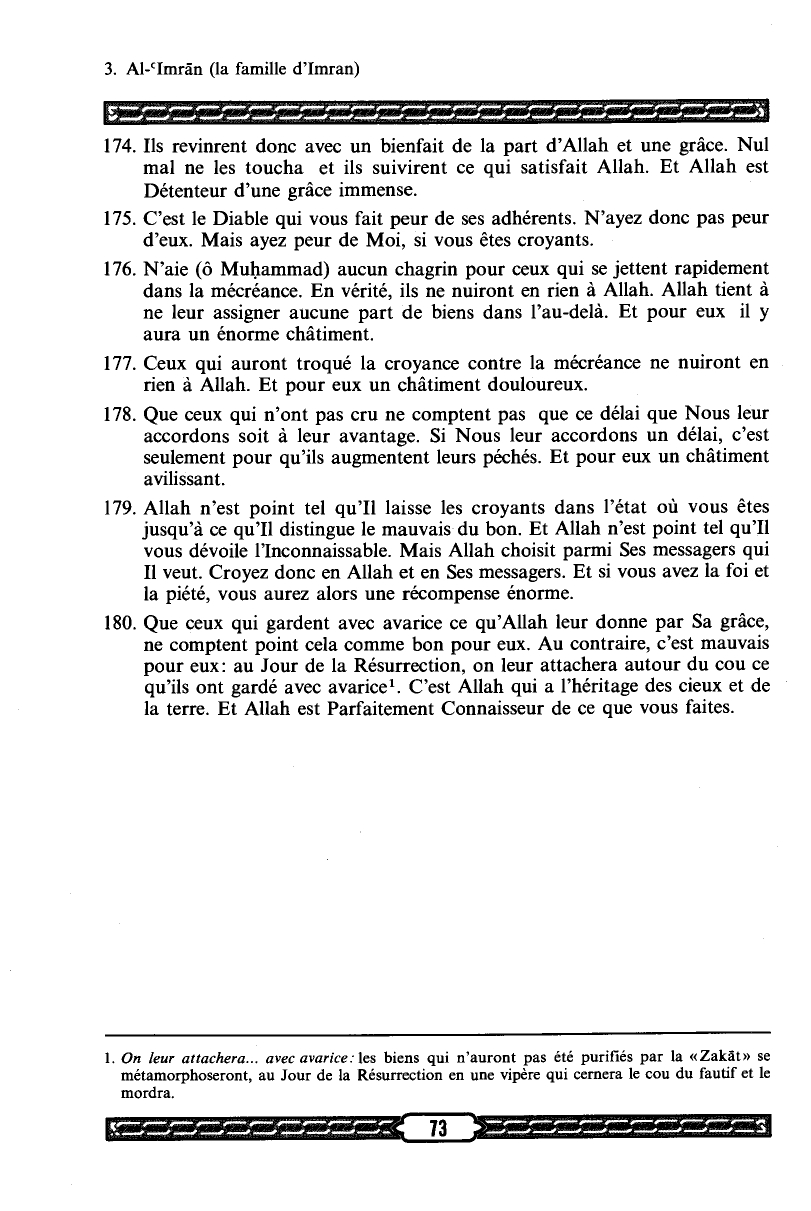 3. Al-ʿImrān (la famille d’Imran)
174. Ils revinrent donc avec un bienfait de la part d’Allah et une grâce. Nul
mal ne les toucha et ils suivirent ce qui satisfait Allah. Et Allah est
Détenteur d’une grâce immense.
175. C’est le Diable qui vous fait peur de ses adhérents. N’ayez donc pas peur
d’eux. Mais ayez peur de Moi, si vous êtes croyants.
176. N’aie (ô Muḥammad) aucun chagrin pour ceux qui se jettent rapidement
dans la mécréance. En vérité, ils ne nuiront en rien à Allah. Allah tient à
ne leur assigner aucune part de biens dans l’au-delà. Et pour eux il y
aura un énorme châtiment.
177. Ceux qui auront troqué la croyance contre la mécréance ne nuiront en
rien à Allah. Et pour eux un châtiment douloureux.
178. Que ceux qui n’ont pas cru ne comptent pas que ce délai que Nous leur
accordons soit à leur avantage. Si Nous leur accordons un délai, c’est
seulement pour qu’ils augmentent leurs péchés. Et pour eux un châtiment
avilissant.
179. Allah n’est point tel qu’Il laisse les croyants dans l’état où vous êtes
jusqu’à ce qu’Il distingue le mauvais du bon. Et Allah n’est point tel qu’Il
vous dévoile l’Inconnaissable. Mais Allah choisit parmi Ses messagers qui
Il veut. Croyez donc en Allah et en Ses messagers. Et si vous avez la foi et
la piété, vous aurez alors une récompense énorme.
180. Que ceux qui gardent avec avarice ce qu’Allah leur donne par Sa grâce,
ne comptent point cela comme bon pour eux. Au contraire, c’est mauvais
pour eux: au Jour de la Résurrection, on leur attachera autour du cou ce
qu’ils ont gardé avec avarice¹. C’est Allah qui a l’héritage des cieux et de
la terre. Et Allah est Parfaitement Connaisseur de ce que vous faites.
1. On leur attachera... avec avarice: les biens qui n’auront pas été purifiés par la «Zakāt» se
métamorphoseront, au Jour de la Résurrection en une vipère qui cernera le cou du fautif et le
mordra.
73